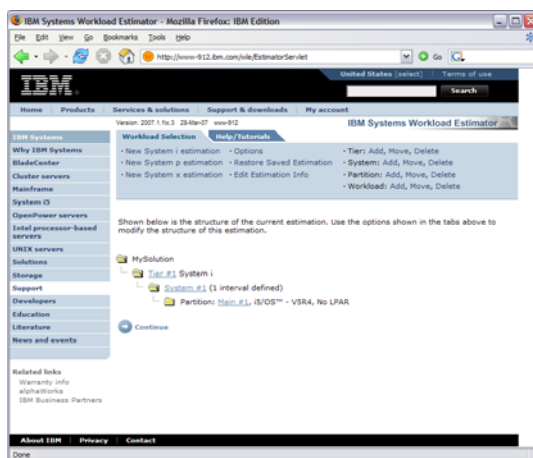 IBM Systems Workload Estimator - Mozilla Firefox: IBM Edition
File Edit View Go Bookmarks Tools Help
http://www-912.ibm.com/wle/EstimatorServlet
Go
United States [select] | Terms of use
IBM
Search
Home | Products | Services & solutions | Support & downloads | My account
Version: 2007.1.fix.3 28-Mar-07 www-912
IBM Systems Workload Estimator
Workload Selection Help/Tutorials
· New System i estimation · Options · Tier: Add, Move, Delete
· New System p estimation · Restore Saved Estimation · System: Add, Move, Delete
· New System x estimation · Edit Estimation Info · Partition: Add, Move, Delete
· Workload: Add, Move, Delete
IBM Systems
Why IBM Systems
BladeCenter
Cluster servers
Mainframe
System i5
OpenPower servers
Intel processor-based
servers
UNIX servers
Solutions
Storage
Support
Developers
Education
Literature
News and events
Related links
Warranty info
alphaWorks
IBM Business Partners
Shown below is the structure of the current estimation. Use the options shown in the tabs above to
modify the structure of this estimation.
MySolution
Tier #1 System i
System #1 (1 interval defined)
Partition: Main #1, i5/OS™ - V5R4, No LPAR
Continue
About IBM | Privacy | Contact
Done